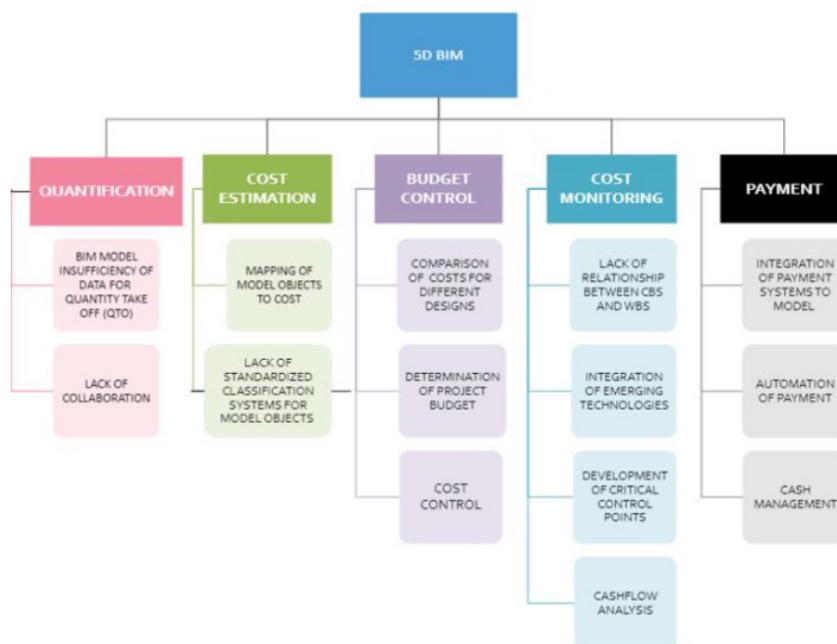 5D BIM
QUANTIFICATION
BIM MODEL
INSUFFICIENCY OF
DATA FOR
QUANTITY TAKE
OFF (QTO)
LACK OF
COLLABORATION
COST
ESTIMATION
MAPPING OF
MODEL OBJECTS
TO COST
LACK OF
STANDARDIZED
CLASSIFICATION
SYSTEMS FOR
MODEL OBJECTS
BUDGET
CONTROL
COMPARISON
OF COSTS FOR
DIFFERENT
DESIGNS
DETERMINATION
OF PROJECT
BUDGET
COST
CONTROL
COST
MONITORING
LACK OF
RELATIONSHIP
BETWEEN CBS
AND WBS
INTEGRATION
OF EMERGING
TECHNOLOGIES
DEVELOPMENT
OF CRITICAL
CONTROL
POINTS
CASHFLOW
ANALYSIS
PAYMENT
INTEGRATION
OF PAYMENT
SYSTEMS TO
MODEL
AUTOMATION
OF PAYMENT
CASH
MANAGEMENT